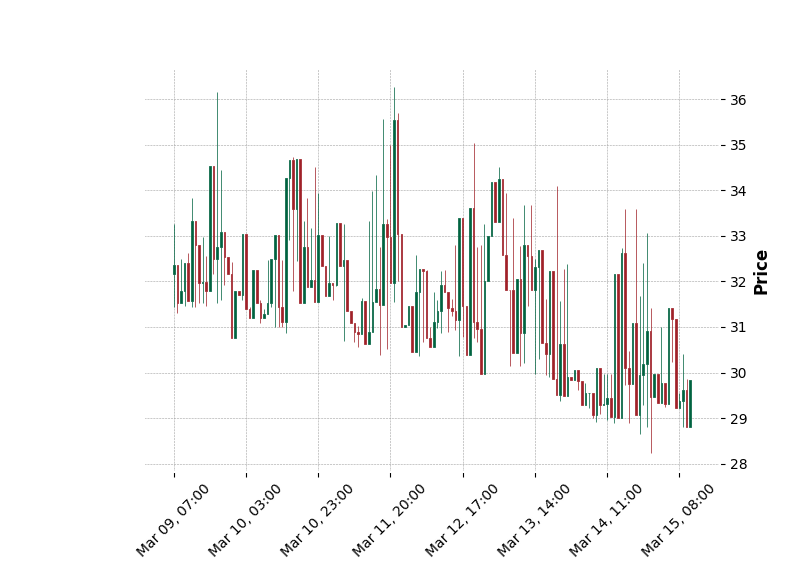 36
35
34
33
32
31
30
29
28
Price
Mar 09, 07:00
Mar 10, 03:00
Mar 10, 23:00
Mar 11, 20:00
Mar 12, 17:00
Mar 13, 14:00
Mar 14, 11:00
Mar 15, 08:00